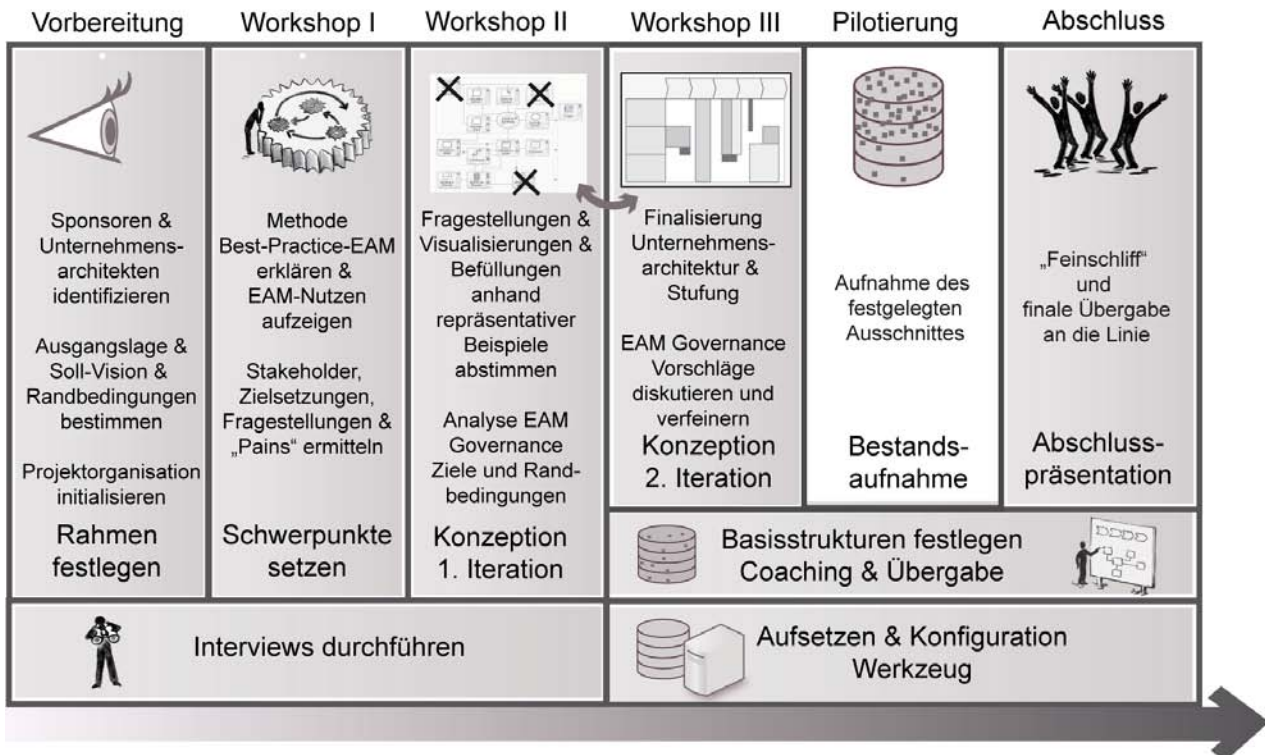 Vorbereitung
Workshop I
Workshop II
Workshop III
Pilotierung
Abschluss
Sponsoren &
Unternehmens-
architekten
identifizieren
Ausgangslage &
Soll-Vision &
Randbedingungen
bestimmen
Projektorganisation
initialisieren
Rahmen
festlegen
Methode
Best-Practice-EAM
erklären &
EAM-Nutzen
aufzeigen
Stakeholder,
Zielsetzungen,
Fragestellungen &
„Pains“ ermitteln
Schwerpunkte
setzen
Fragestellungen &
Visualisierungen &
Befüllungen
anhand
repräsentativer
Beispiele
abstimmen
Analyse EAM
Governance
Ziele und Rand-
bedingungen
Konzeption
1. Iteration
Finalisierung
Unternehmens-
architektur &
Stufung
EAM Governance
Vorschläge
diskutieren und
verfeinern
Konzeption
2. Iteration
Aufnahme des
festgelegten
Ausschnittes
Bestands-
aufnahme
„Feinschliff“
und
finale Übergabe
an die Linie
Abschluss-
präsentation
Basisstrukturen festlegen
Coaching & Übergabe
Interviews durchführen
Aufsetzen & Konfiguration
Werkzeug